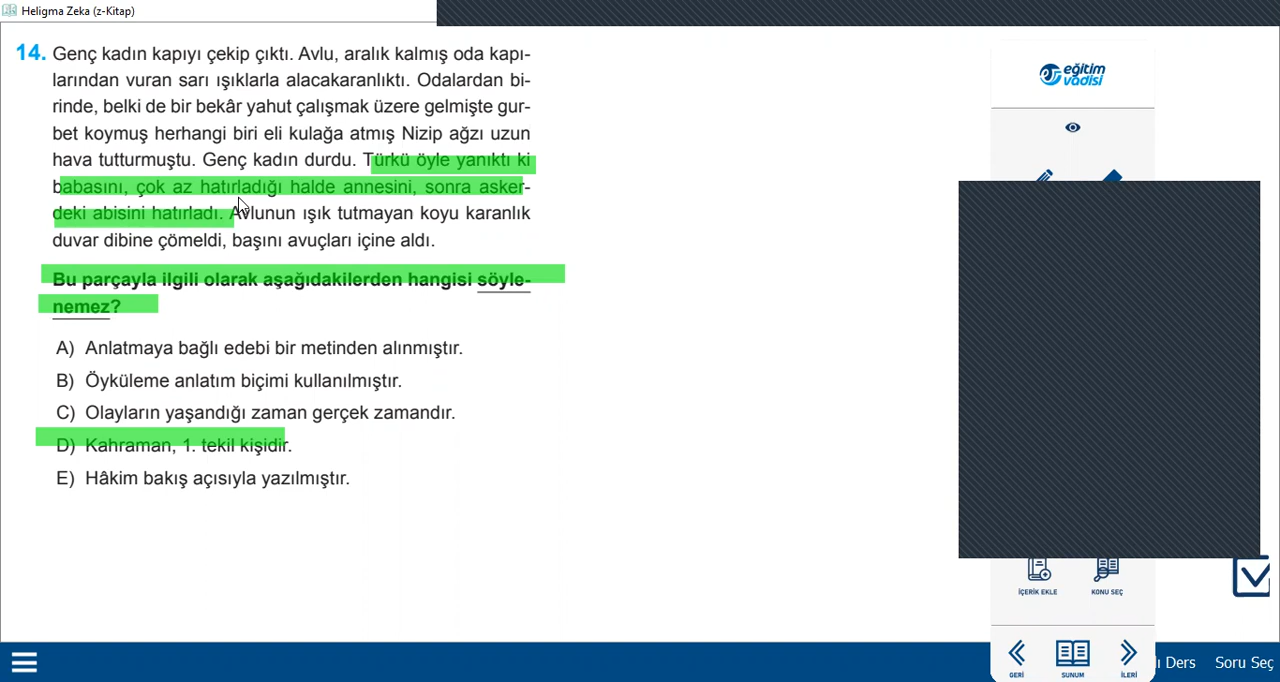 Heligma Zeka (z-Kitap)
14. Genç kadın kapıyı çekip çıktı. Avlu, aralık kalmış oda kapı-
larından vuran sarı ışıklarla alacakaranlıktı. Odalardan bi-
rinde, belki de bir bekâr yahut çalışmak üzere gelmişte gur-
bet koymuş herhangi biri eli kulağa atmış Nizip ağzı uzun
hava tutturmuştu. Genç kadın durdu. Türkü öyle yanıktı ki
babasını, çok az hatırladığı halde annesini, sonra asker-
deki abisini hatırladı. Avlunun ışık tutmayan koyu karanlık
duvar dibine çömeldi, başını avuçları içine aldı.
Bu parçayla ilgili olarak aşağıdakilerden hangisi söyle-
nemez?
A) Anlatmaya bağlı edebi bir metinden alınmıştır.
B) Öyküleme anlatım biçimi kullanılmıştır.
C) Olayların yaşandığı zaman gerçek zamandır.
D) Kahraman, 1. tekil kişidir.
E) Hâkim bakış açısıyla yazılmıştır.
eğitim
vadisi
İÇERİK EKLE
KONU SEÇ
GERİ
SUNUM
İLERİ
Ders
Soru Seç